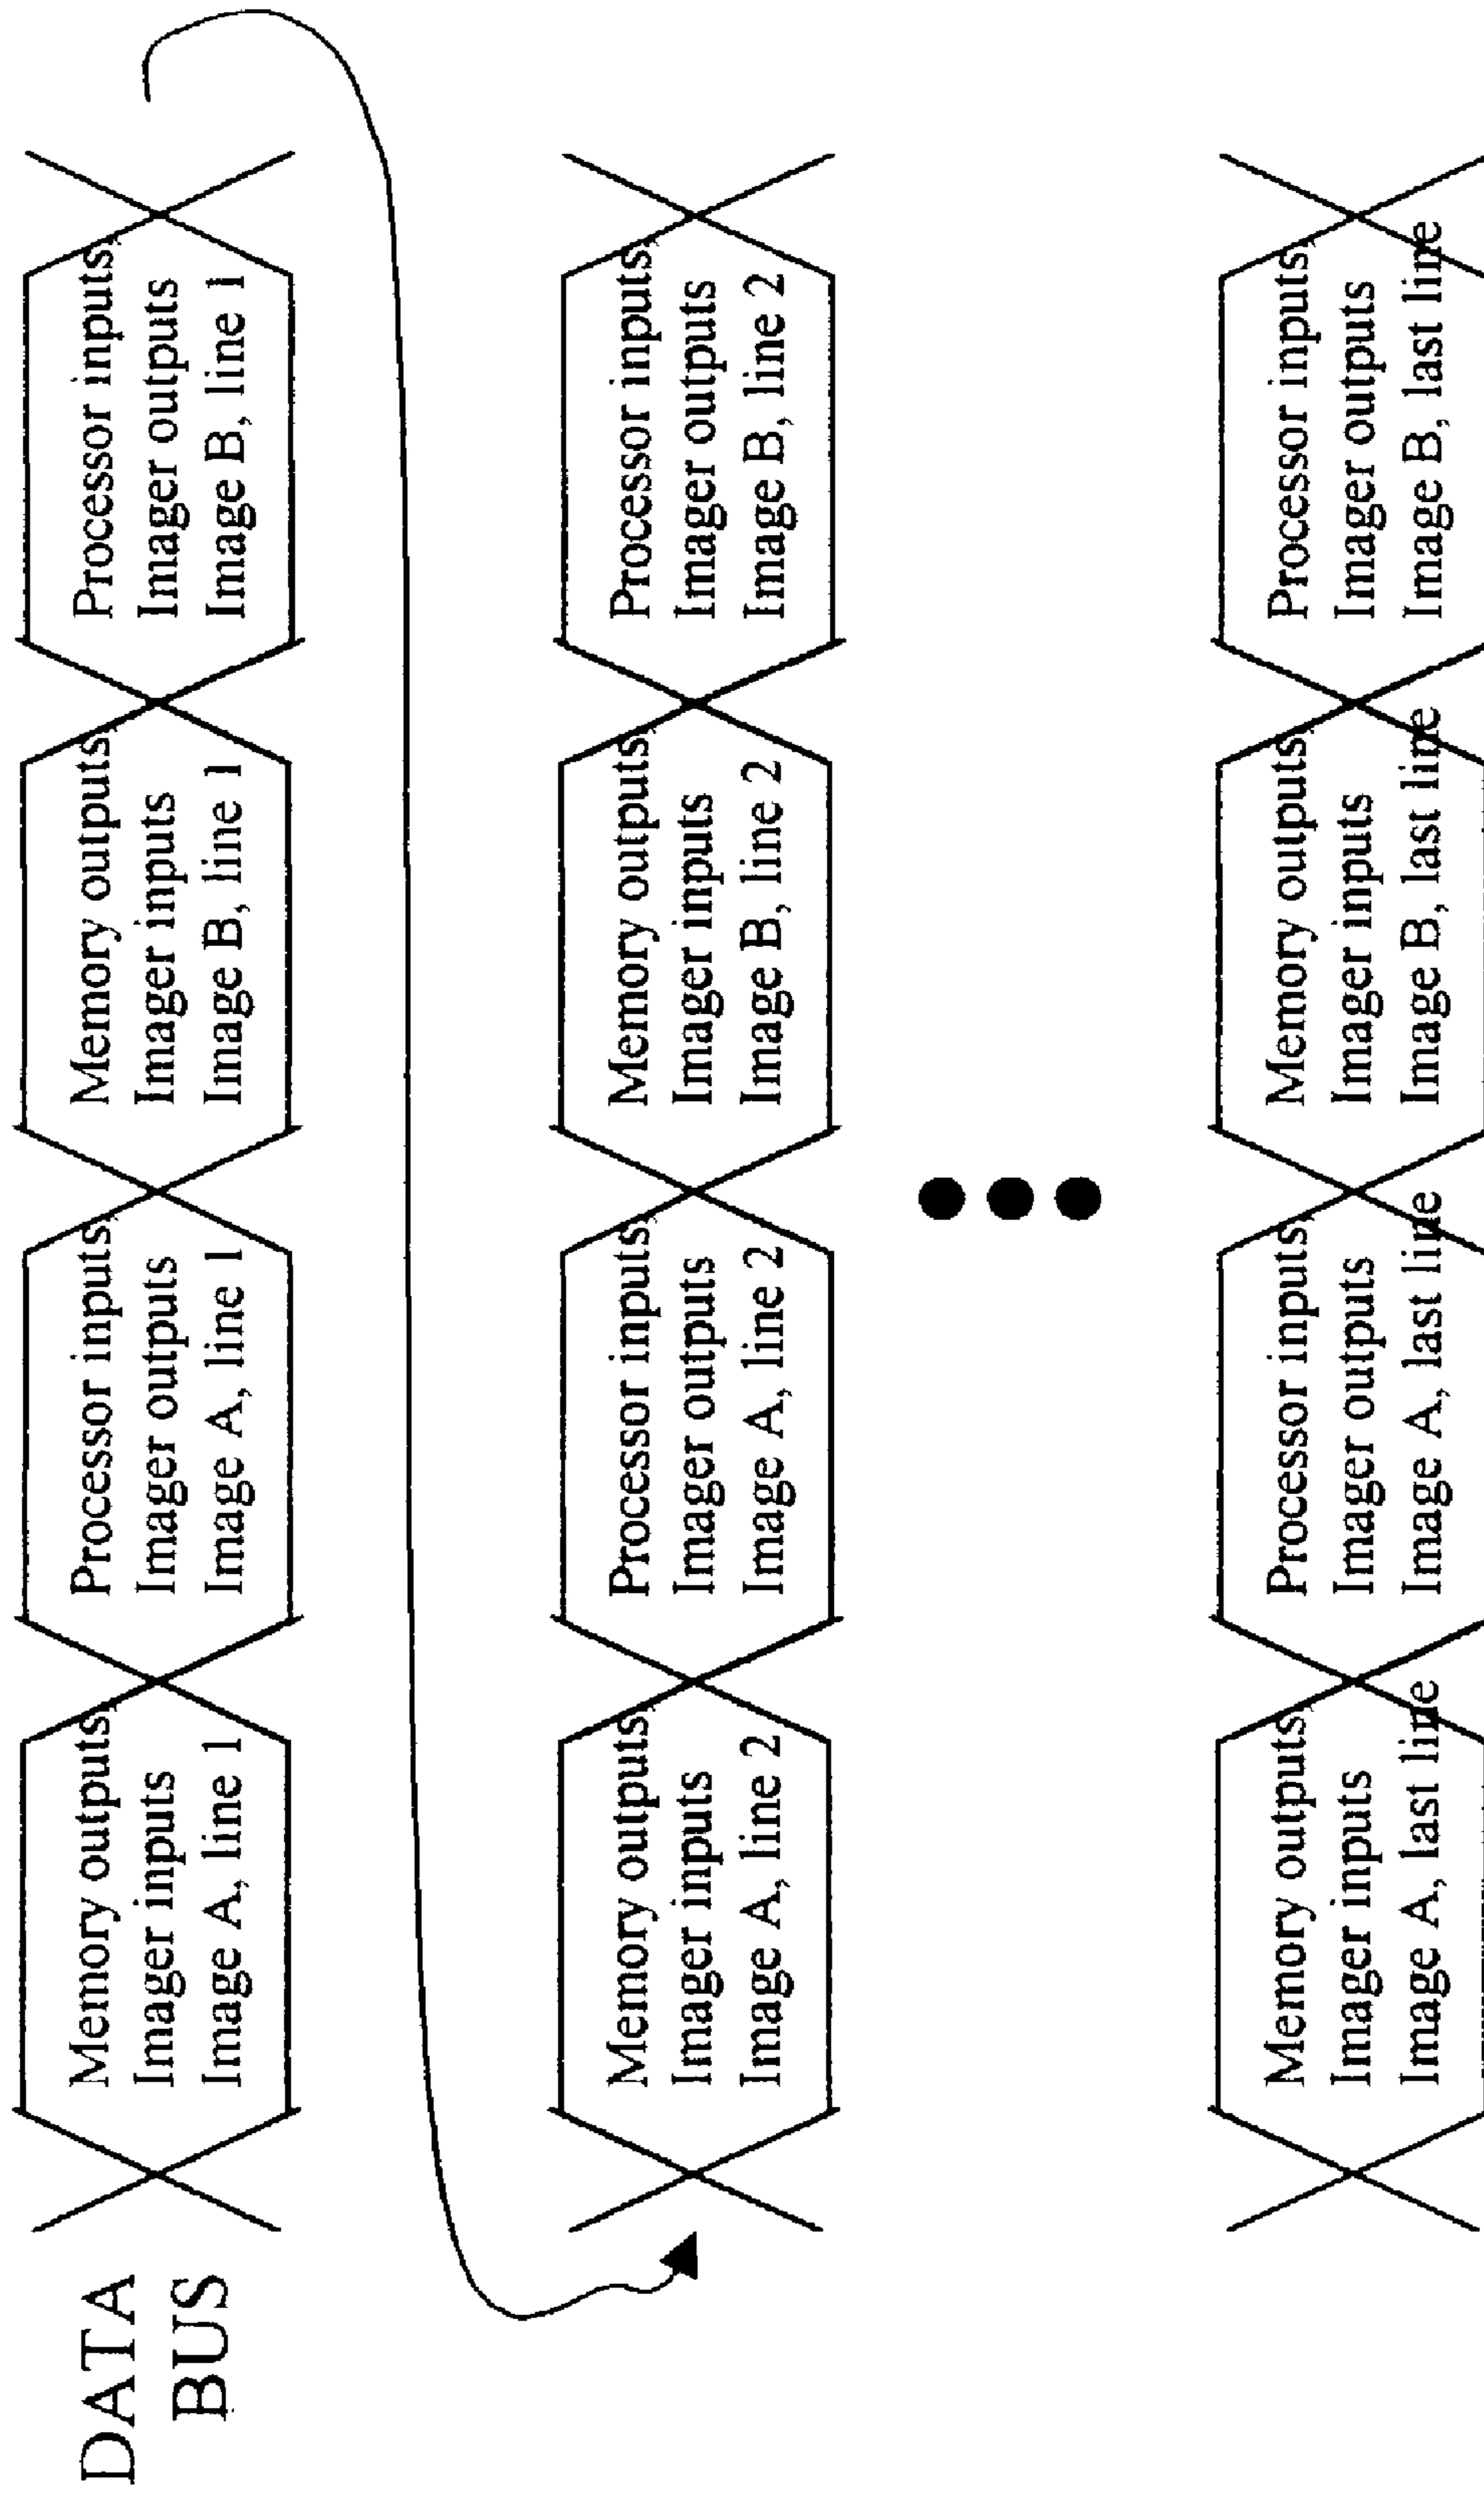 DATA
BUS
Memory outputs,
Imager inputs
Image A, line 1
Processor inputs,
Imager outputs
Image A, line 1
Memory outputs,
Imager inputs
Image B, line 1
Processor inputs,
Imager outputs
Image B, line 1
Memory outputs,
Imager inputs
Image A, line 2
Processor inputs,
Imager outputs
Image A, line 2
Memory outputs,
Imager inputs
Image B, line 2
Processor inputs,
Imager outputs
Image B, line 2
Memory outputs,
Imager inputs
Image A, last line
Processor inputs,
Imager outputs
Image A, last line
Memory outputs,
Imager inputs
Image B, last line
Processor inputs,
Imager outputs
Image B, last line